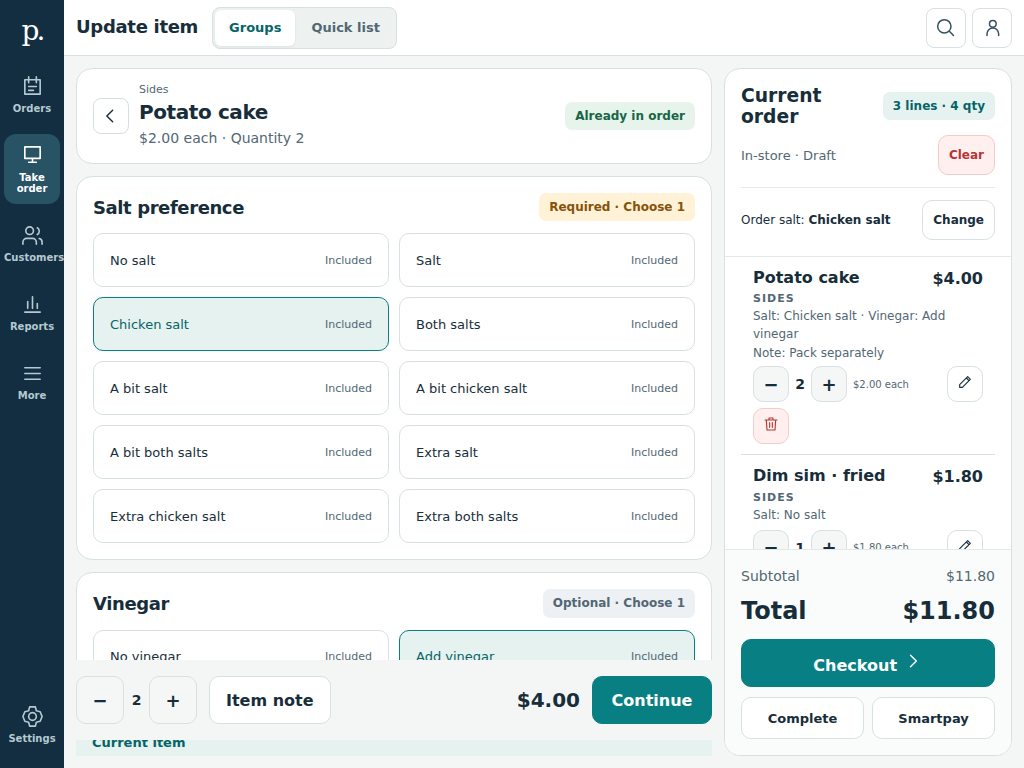 p.
Orders
Take
order
Customers
Reports
More
Settings
Update item
Groups
Quick list
Sides
Potato cake
$2.00 each · Quantity 2
Already in order
Salt preference
Required · Choose 1
No salt Included
Salt Included
Chicken salt Included
Both salts Included
A bit salt Included
A bit chicken salt Included
A bit both salts Included
Extra salt Included
Extra chicken salt Included
Extra both salts Included
Vinegar
Optional · Choose 1
No vinegar Included
Add vinegar Included
− 2 +
Item note
$4.00
Continue
Current item
Current
order
3 lines · 4 qty
In-store · Draft
Clear
Order salt: Chicken salt
Change
Potato cake $4.00
SIDES
Salt: Chicken salt · Vinegar: Add
vinegar
Note: Pack separately
− 2 + $2.00 each
Dim sim · fried $1.80
SIDES
Salt: No salt
− 1 + $1.80 each
Subtotal $11.80
Total $11.80
Checkout
Complete
Smartpay